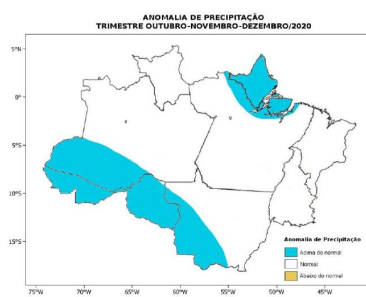 ANOMALIA DE PRECIPITAÇÃO
TRIMESTRE OUTUBRO-NOVEMBRO-DEZEMBRO/2020
5°N
0°
5°S
10°S
15°S
75°W
70°W
65°W
60°W
55°W
50°W
45°W
Anomalia de Precipitação
Acima do normal
Normal
Abaixo do normal